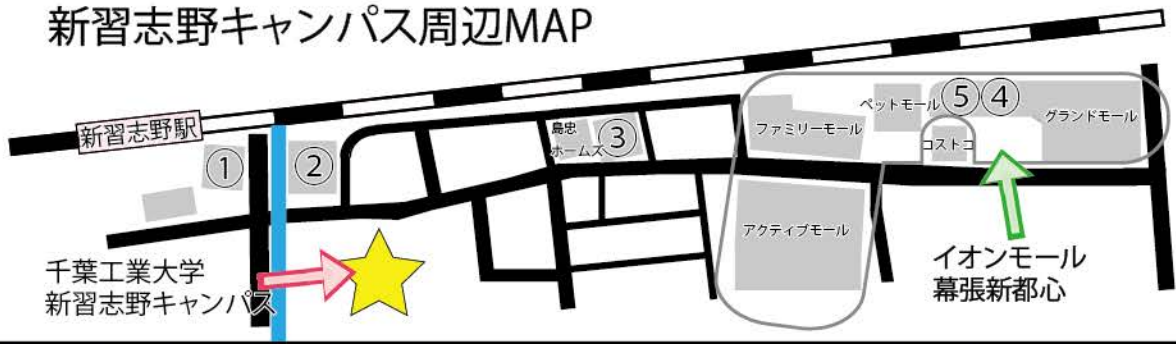 新習志野キャンパス周辺MAP
新習志野駅
①
②
島忠
ホームズ
③
ファミリーモール
ペットモール
⑤④
グランドモール
コストコ
アクティブモール
千葉工業大学
新習志野キャンパス
イオンモール
幕張新都心